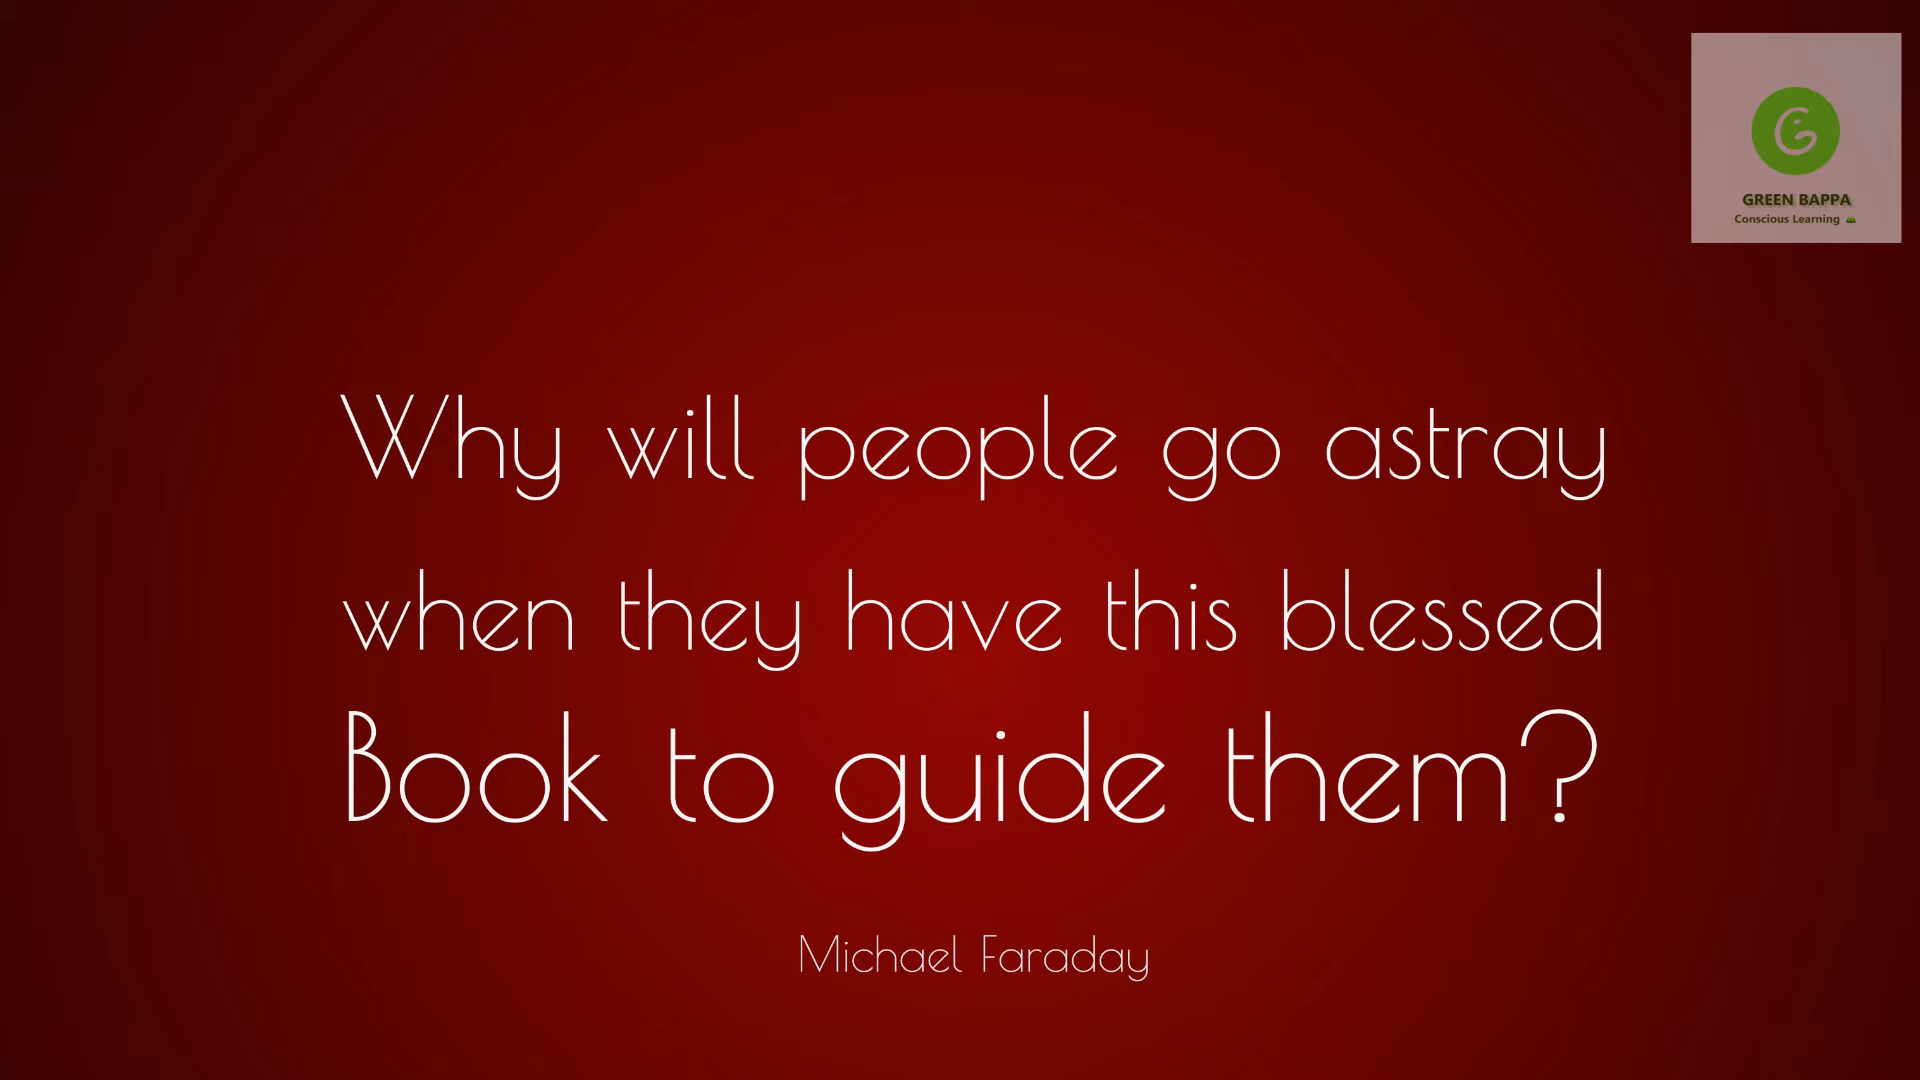 GREEN BAPPA
Conscious Learning
Why will people go astray
when they have this blessed
Book to guide them?
Michael Faraday